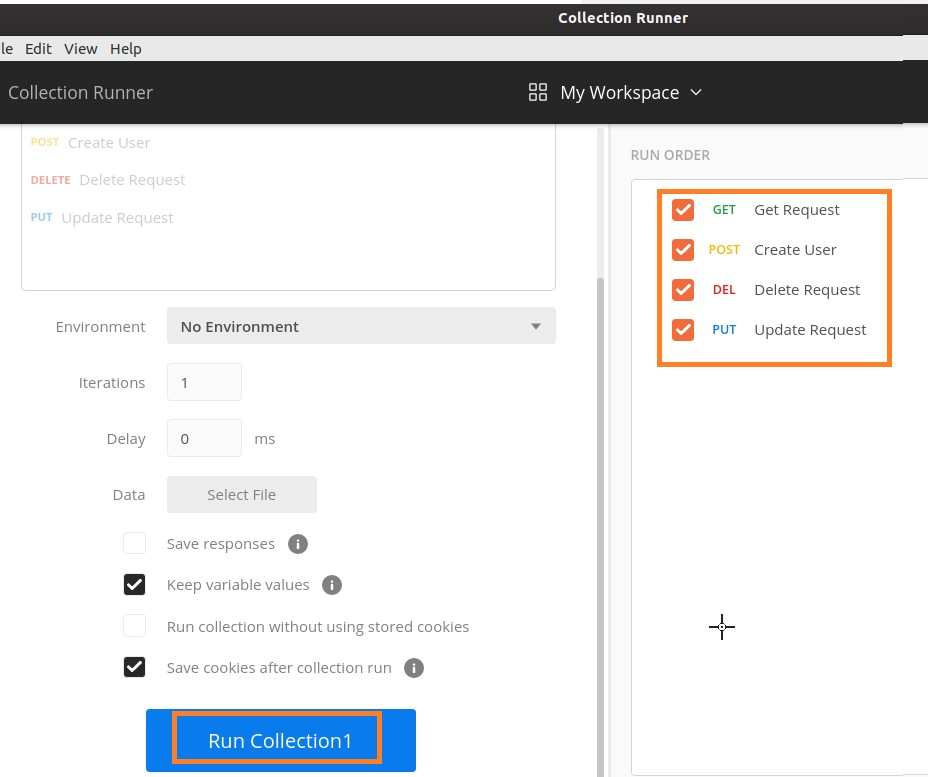 Collection Runner
le Edit View Help
Collection Runner
My Workspace
POST Create User
DELETE Delete Request
PUT Update Request
Environment No Environment
Iterations 1
Delay 0 ms
Data Select File
Save responses
Keep variable values
Run collection without using stored cookies
Save cookies after collection run
Run Collection1
RUN ORDER
GET Get Request
POST Create User
DEL Delete Request
PUT Update Request